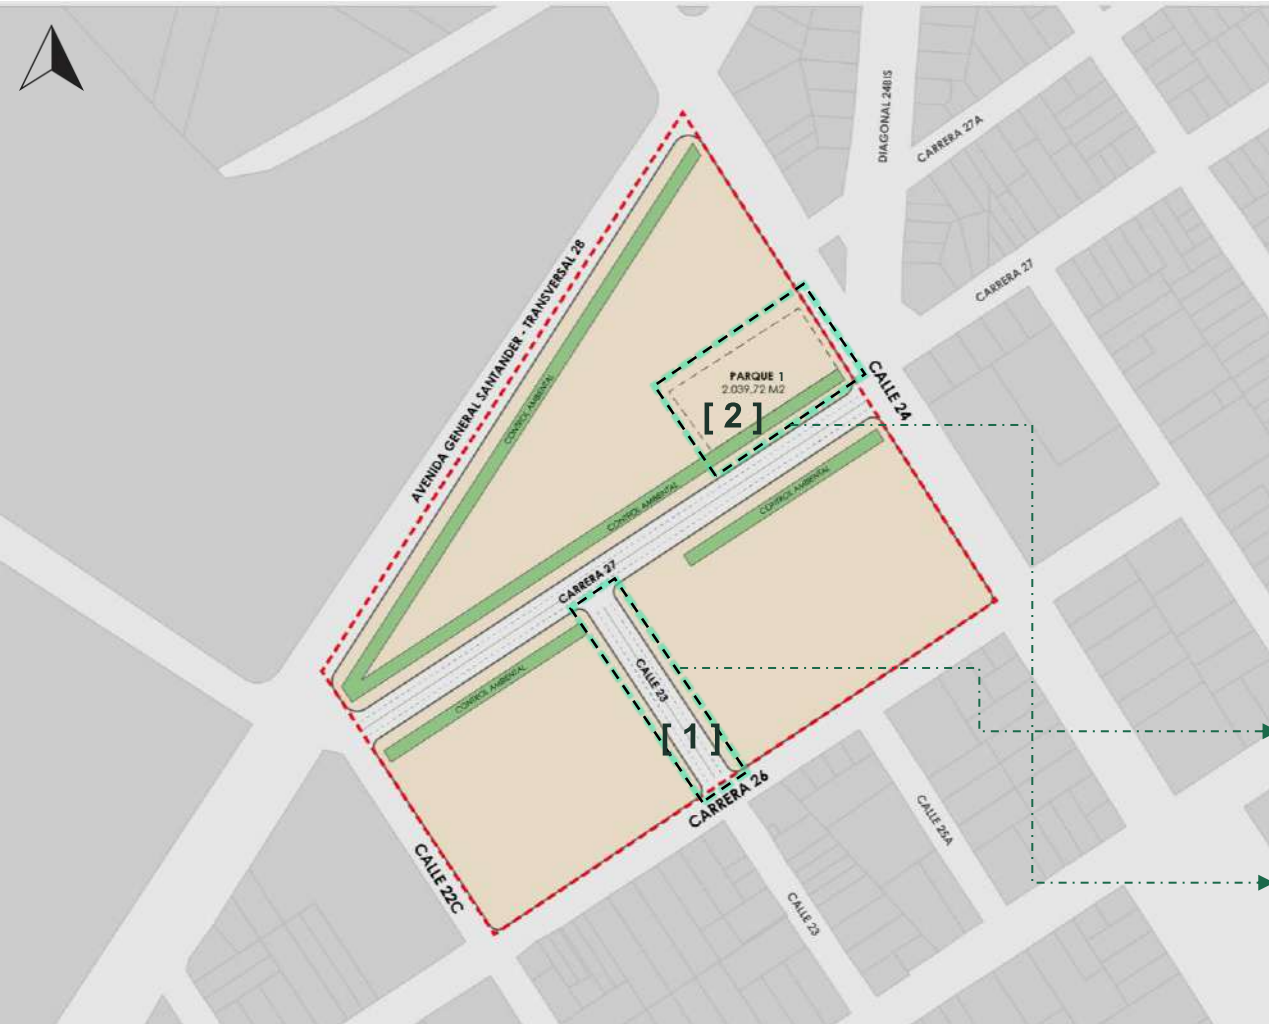 DIAGONAL 24BIS
CARRERA 27A
CARRERA 27
AVENIDA GENERAL SANTANDER - TRANSVERSAL 28
CONTROL AMBIENTAL
PARQUE 1
2.039,72 M2
[ 2 ]
CALLE 24
CONTROL AMBIENTAL
CONTROL AMBIENTAL
CARRERA 27
CONTROL AMBIENTAL
CALLE 23
[ 1 ]
CARRERA 26
CALLE 22C
CALLE 25A
CALLE 23